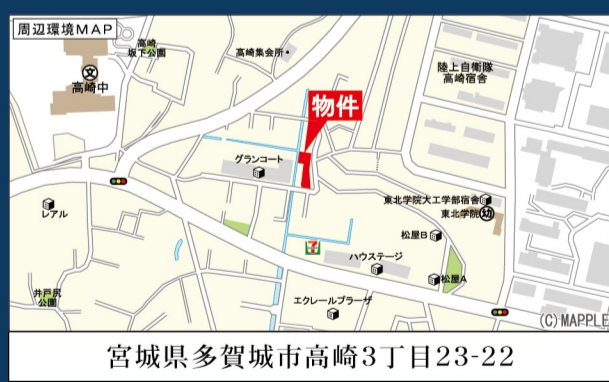 周辺環境MAP
高崎
坂下公園
高崎集会所
文
高崎中
陸上自衛隊
高崎宿舎
物件
グランコート
東北学院大工学部宿舎
東北学院
幼
レアル
松屋B
7
ハウステージ
松屋A
井戸尻
公園
エクレールプラーザ
(C) MAPPLE
宮城県多賀城市高崎3丁目23-22